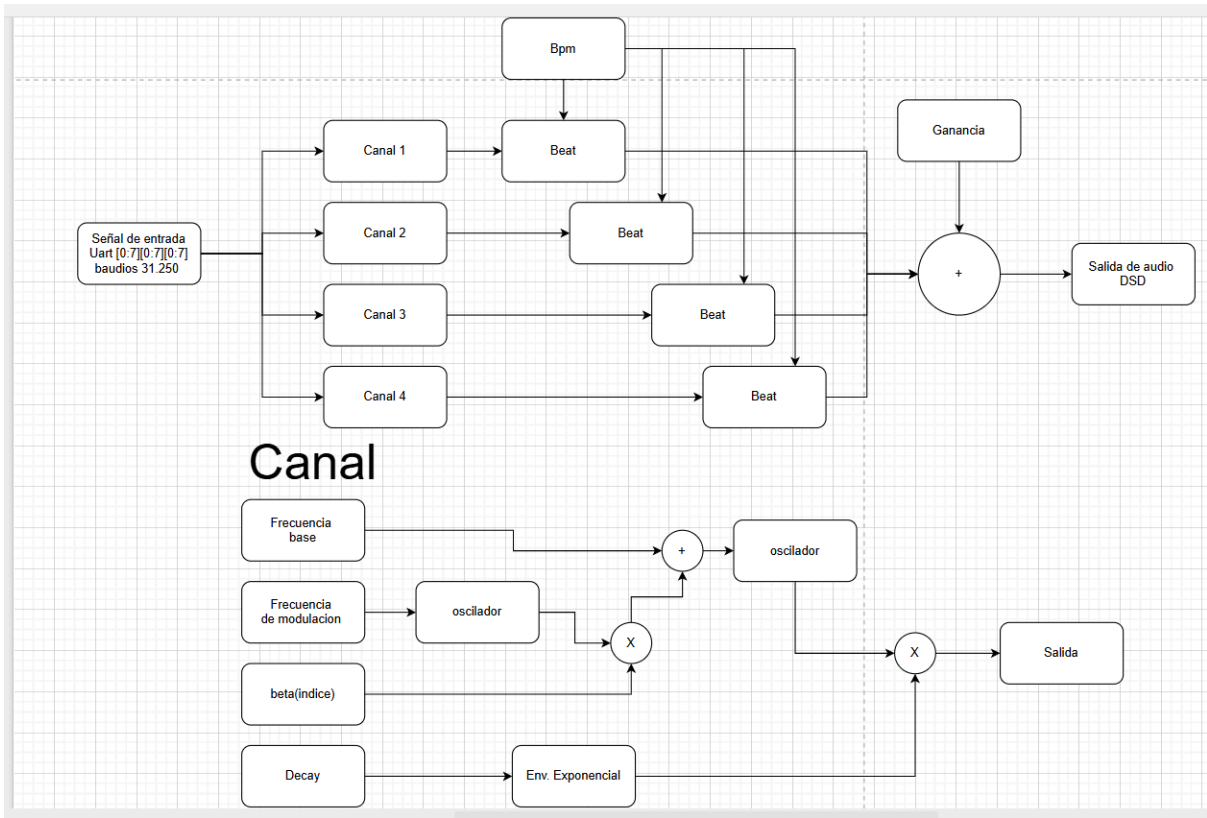 Bpm
Ganancia
Canal 1
Beat
Canal 2
Beat
Señal de entrada
Uart [0:7][0:7][0:7]
baudios 31.250
+
Salida de audio
DSD
Canal 3
Beat
Canal 4
Beat
Canal
Frecuencia
base
+
oscilador
Frecuencia
de modulacion
oscilador
X
X
Salida
beta(indice)
Decay
Env. Exponencial